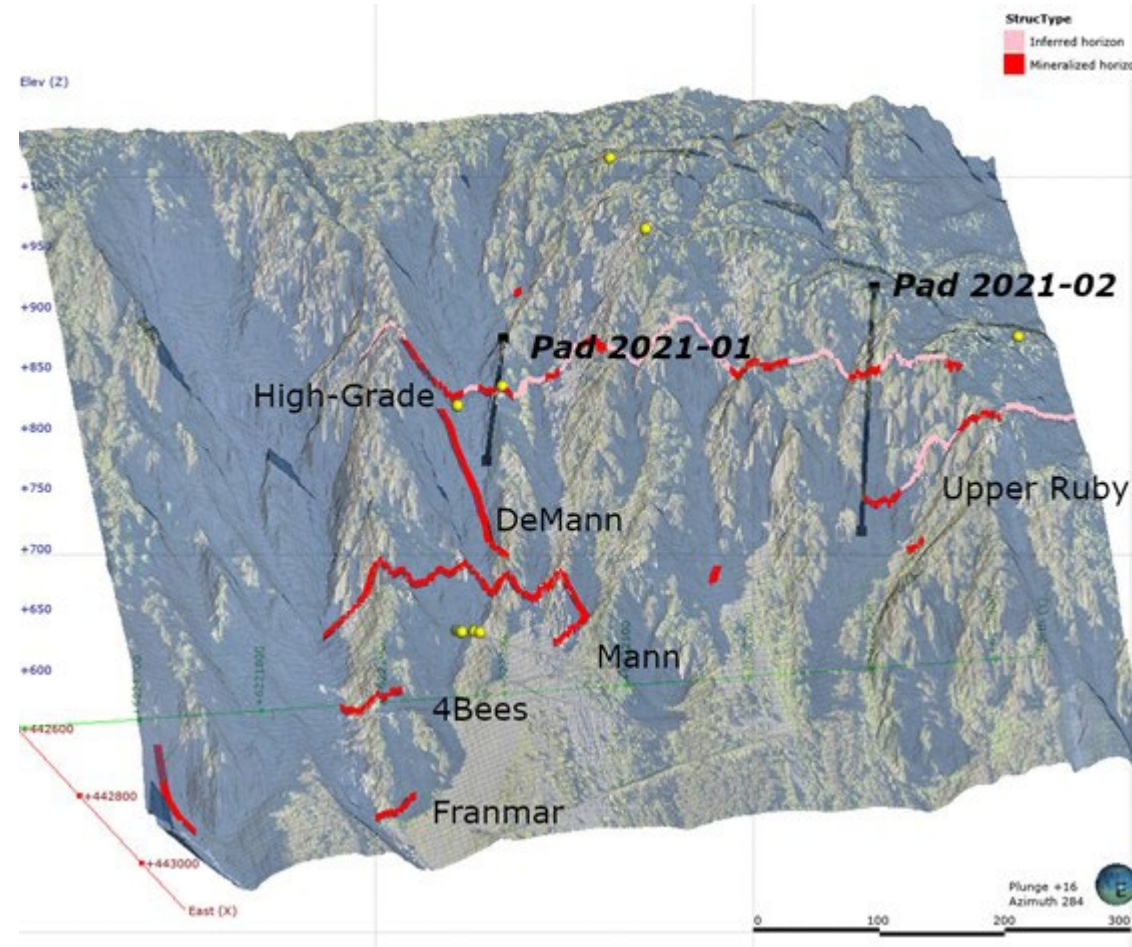 StrucType
Inferred horizon
Mineralized horizo
Elev (Z)
+950
+900
+850
+800
+750
+700
+650
+600
Pad 2021-02
Pad 2021-01
High-Grade
Upper Ruby
DeMann
Mann
4Bees
Franmar
+442600
+442800
+443000
East (X)
Plunge +16
Azimuth 284
E
0
100
200
300